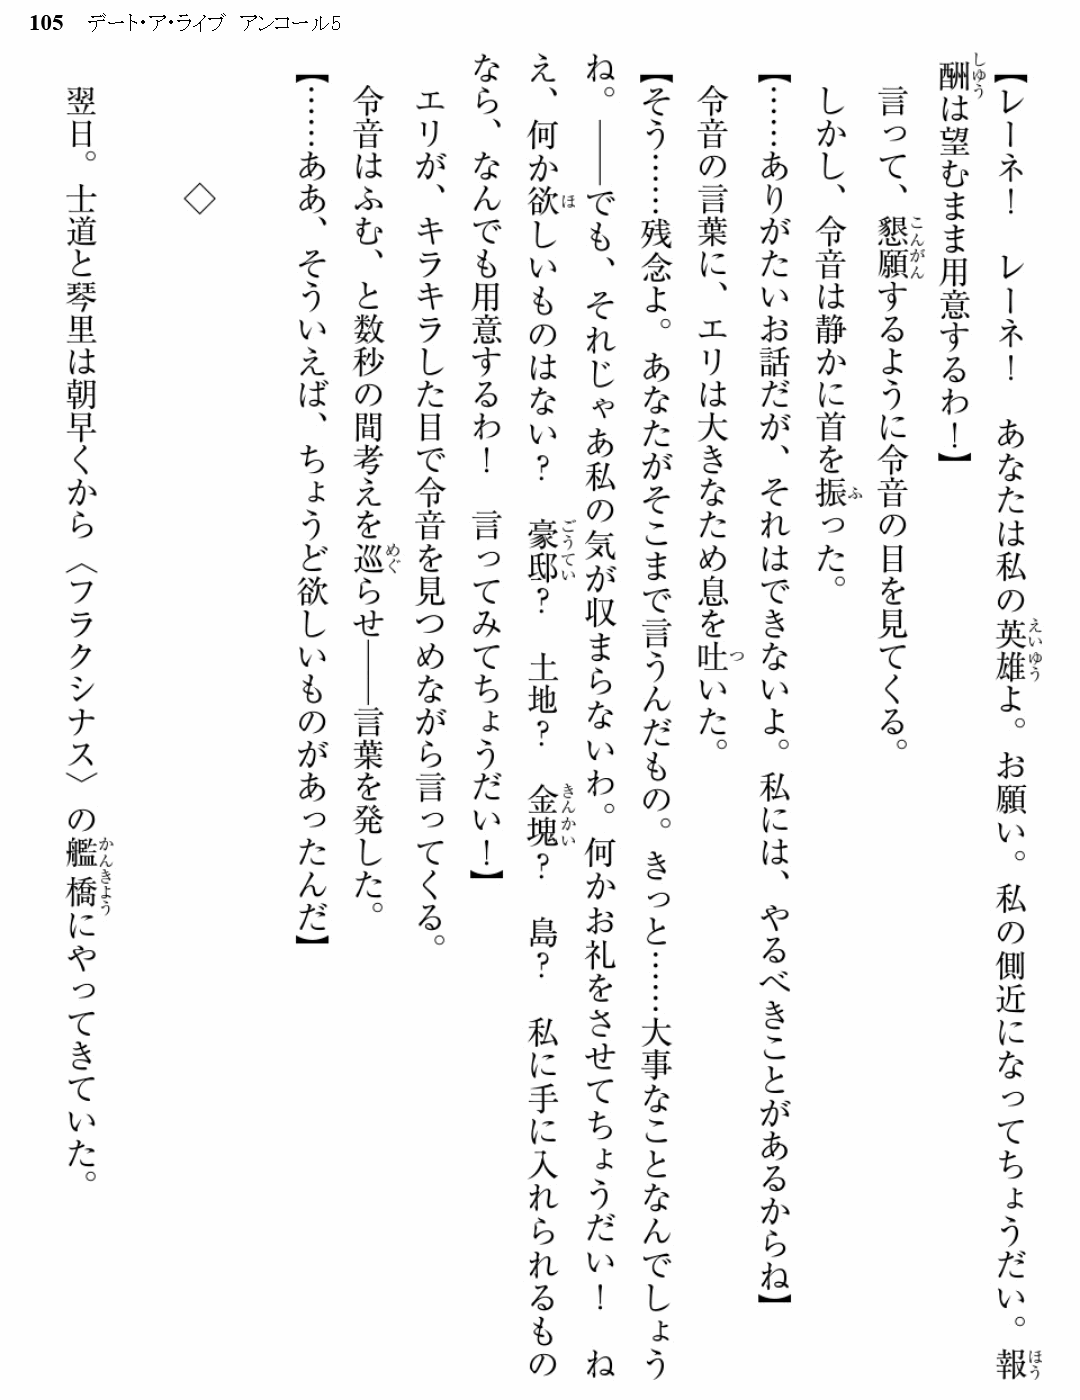 105 デート・ア・ライブ アンコール5
【レーネ！ レーネ！ あなたは私の英雄よ。お願い。私の側近になってちょうだい。報
酬は望むまま用意するわ！】
言って、懇願するように令音の目を見てくる。
しかし、令音は静かに首を振った。
【……ありがたいお話だが、それはできないよ。私には、やるべきことがあるからね】
令音の言葉に、エリは大きなため息を吐いた。
【そう……残念よ。あなたがそこまで言うんだもの。きっと……大事なことなんでしょう
ね。――でも、それじゃあ私の気が収まらないわ。何かお礼をさせてちょうだい！ ね
え、何か欲しいものはない？ 豪邸？ 土地？ 金塊？ 島？ 私に手に入れられるもの
なら、なんでも用意するわ！ 言ってみてちょうだい！】
エリが、キラキラした目で令音を見つめながら言ってくる。
令音はふむ、と数秒の間考えを巡らせ――言葉を発した。
【……ああ、そういえば、ちょうど欲しいものがあったんだ】
◇
翌日。士道と琴里は朝早くから〈フラクシナス〉の艦橋にやってきていた。